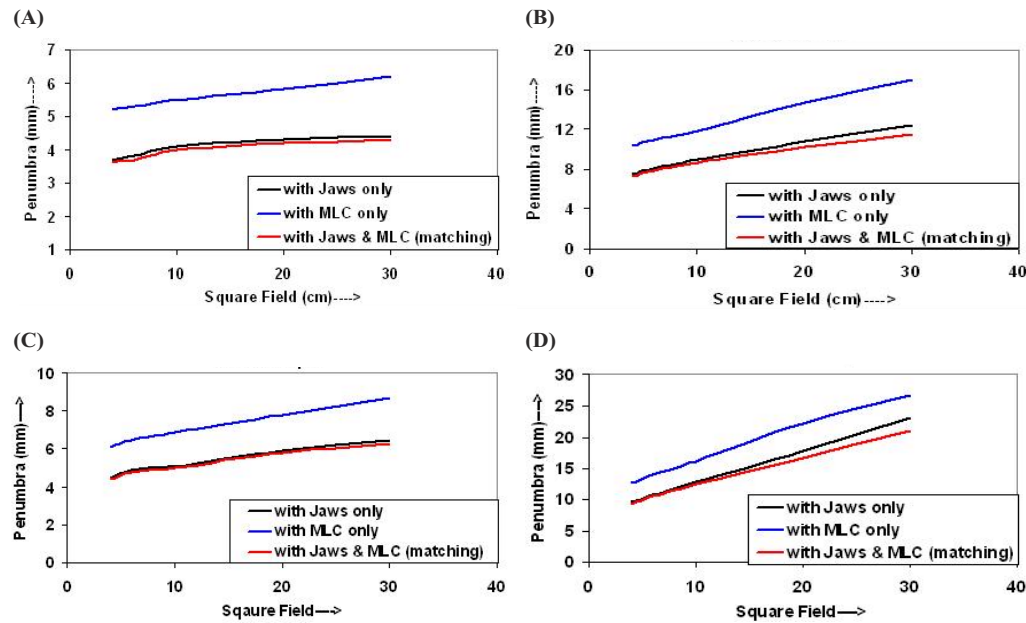 (A)
7
6
5
4
3
2
1
Penumbra (mm)---->
with Jaws only
with MLC only
with Jaws & MLC (matching)
0 10 20 30 40
Square Field (cm)---->
(B)
20
16
12
8
4
0
Penumbra (mm)---->
with Jaws only
with MLC only
with Jaws & MLC (matching)
0 10 20 30 40
Square Field (cm)---->
(C)
10
8
6
4
2
0
Penumbra (mm)---->
with Jaws only
with MLC only
with Jaws & MLC (matching)
0 10 20 30 40
Sqaure Field---->
(D)
30
25
20
15
10
5
0
Penumbra (mm)---->
with Jaws only
with MLC only
with Jaws & MLC (matching)
0 10 20 30 40
Square Field---->